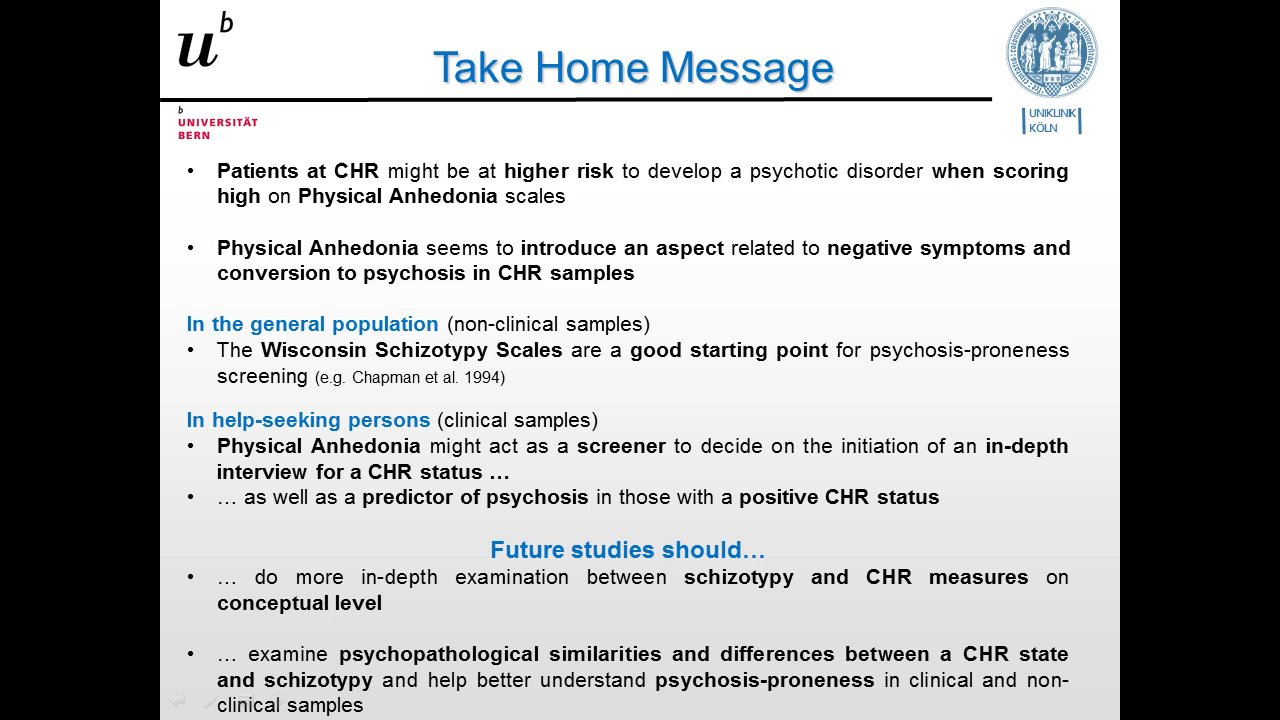 u
b
Take Home Message
b
UNIVERSITÄT
BERN
UNIKLINIK
KÖLN
• Patients at CHR might be at higher risk to develop a psychotic disorder when scoring
high on Physical Anhedonia scales
• Physical Anhedonia seems to introduce an aspect related to negative symptoms and
conversion to psychosis in CHR samples
In the general population (non-clinical samples)
• The Wisconsin Schizotypy Scales are a good starting point for psychosis-proneness
screening (e.g. Chapman et al. 1994)
In help-seeking persons (clinical samples)
• Physical Anhedonia might act as a screener to decide on the initiation of an in-depth
interview for a CHR status …
• … as well as a predictor of psychosis in those with a positive CHR status
Future studies should…
• … do more in-depth examination between schizotypy and CHR measures on
conceptual level
• … examine psychopathological similarities and differences between a CHR state
and schizotypy and help better understand psychosis-proneness in clinical and non-
clinical samples